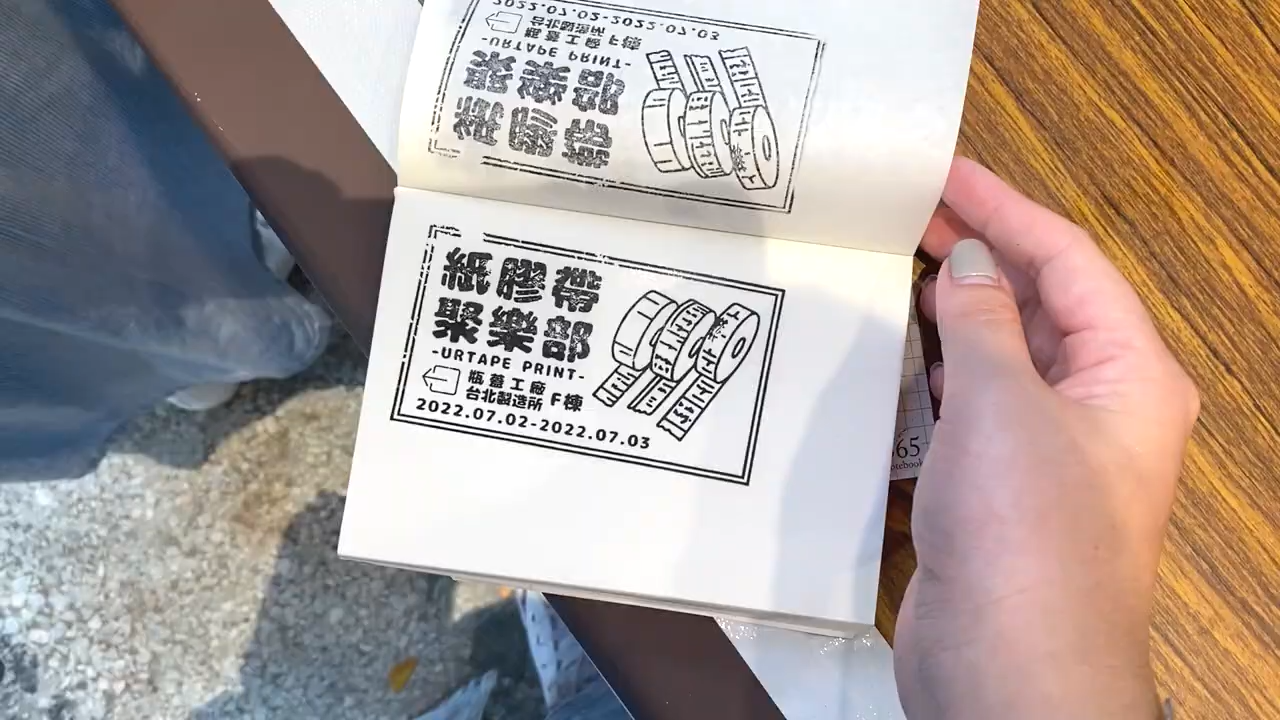 2022.07.02-2022.07.03
台北製造所
瓶蓋工廠 F棟
-URTAPE PRINT-
聚樂部
紙膠帶
紙膠帶
聚樂部
-URTAPE PRINT-
瓶蓋工廠
台北製造所 F棟
2022.07.02-2022.07.03
65
notebook